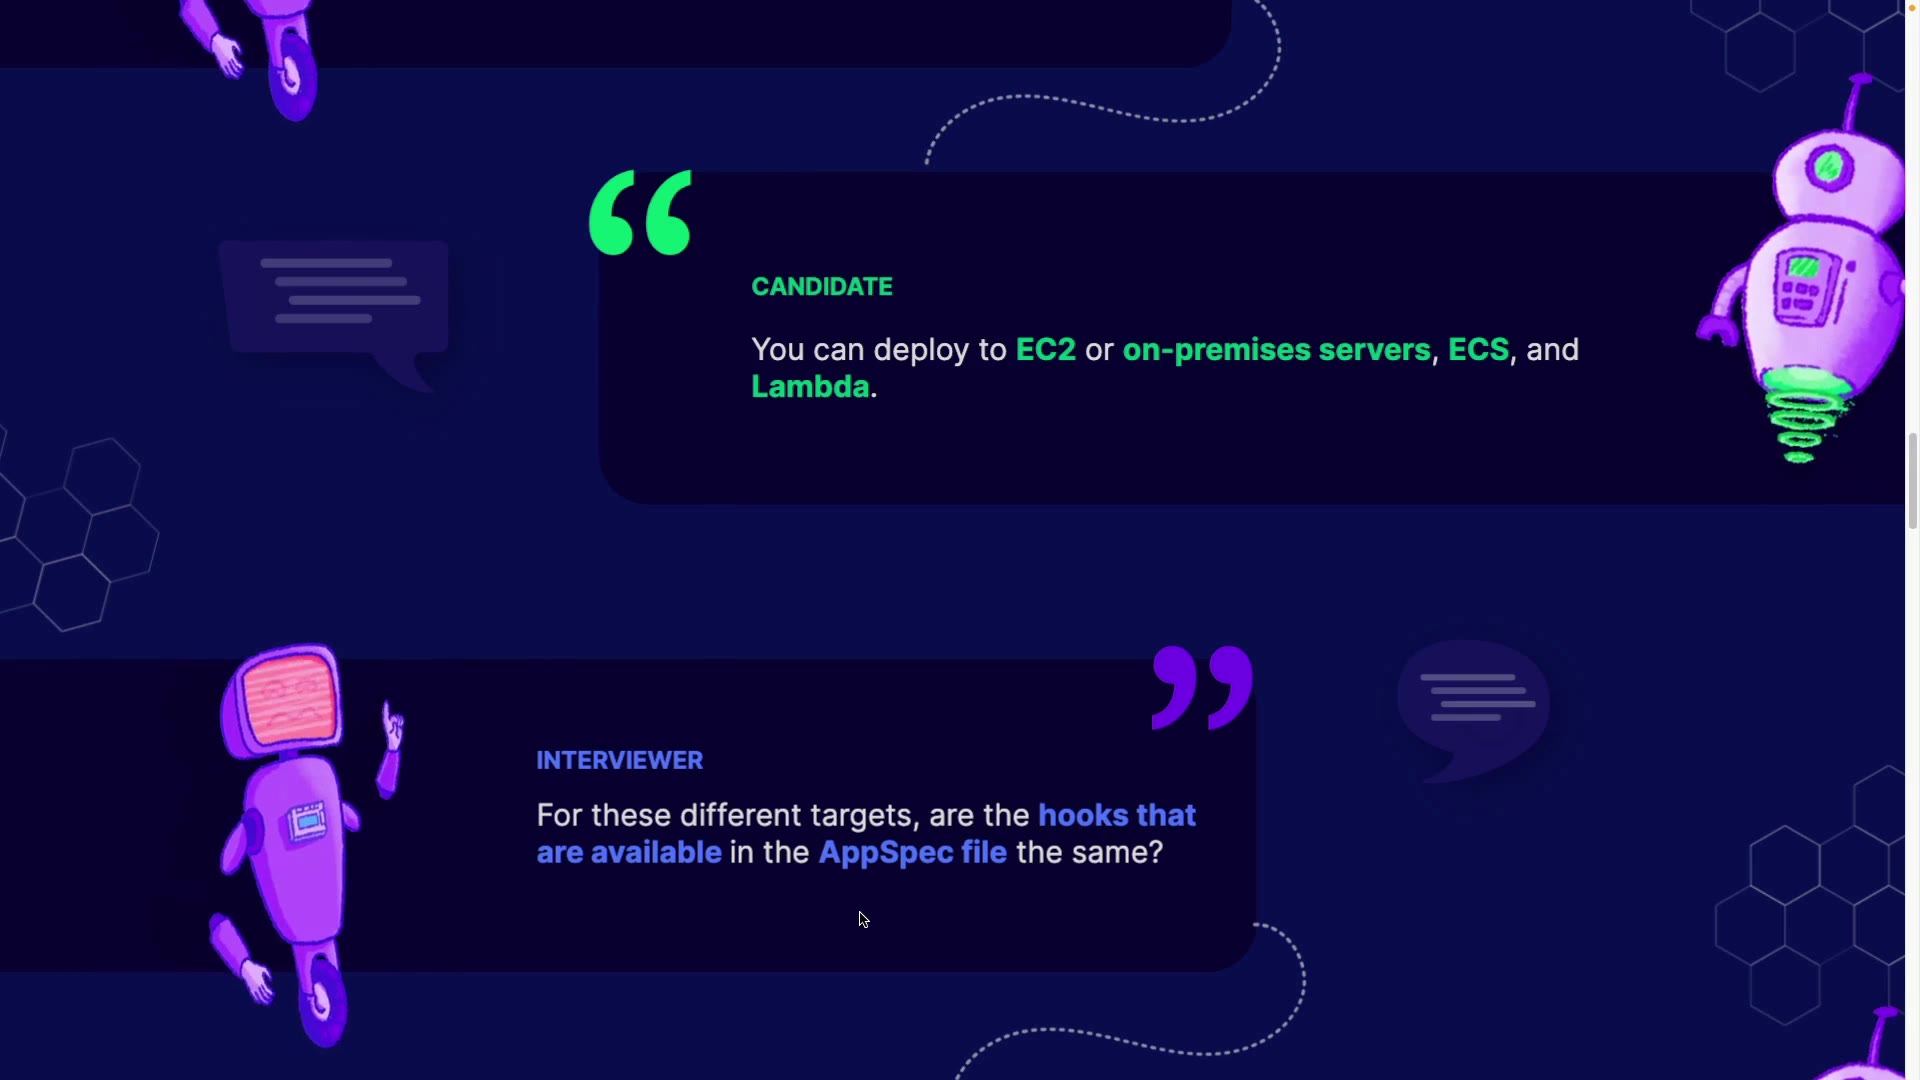 CANDIDATE
You can deploy to EC2 or on-premises servers, ECS, and
Lambda.
INTERVIEWER
For these different targets, are the hooks that
are available in the AppSpec file the same?